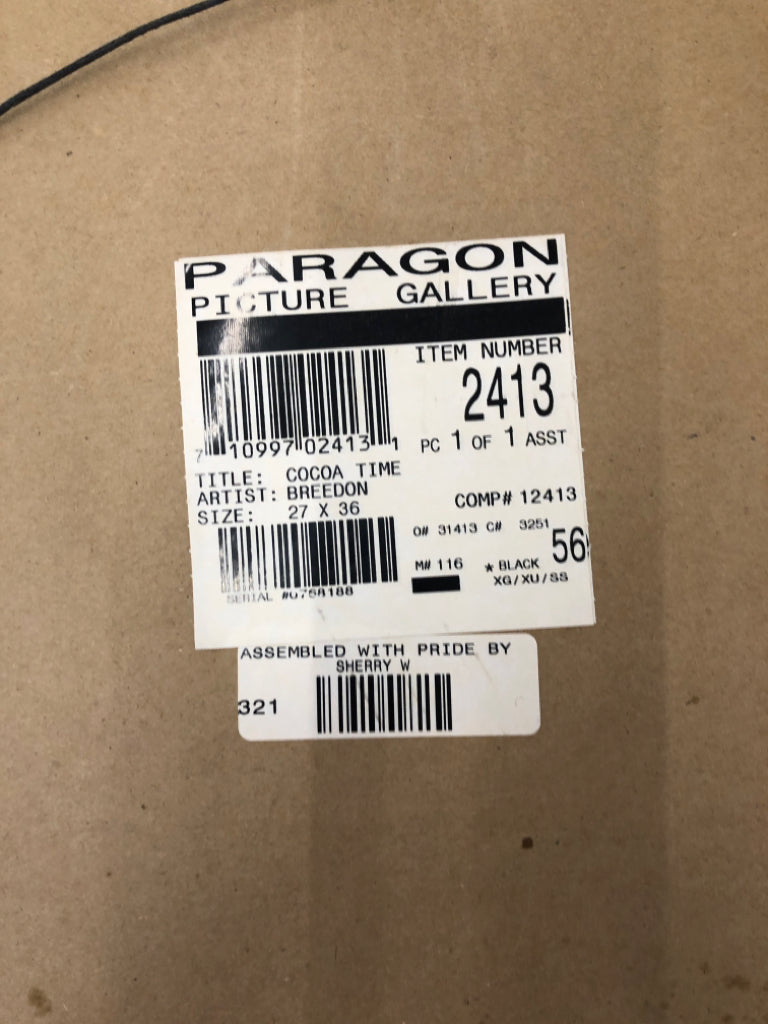 PARAGON
PICTURE GALLERY
ITEM NUMBER
2413
7 10997 02413 1
PC 1 OF 1 ASST
TITLE: COCOA TIME
ARTIST: BREEDON
SIZE: 27 X 36
COMP# 12413
O# 31413 C# 3251
M# 116 * BLACK
XG/XU/SS
SERIAL
ASSEMBLED WITH PRIDE BY
SHERRY W
321